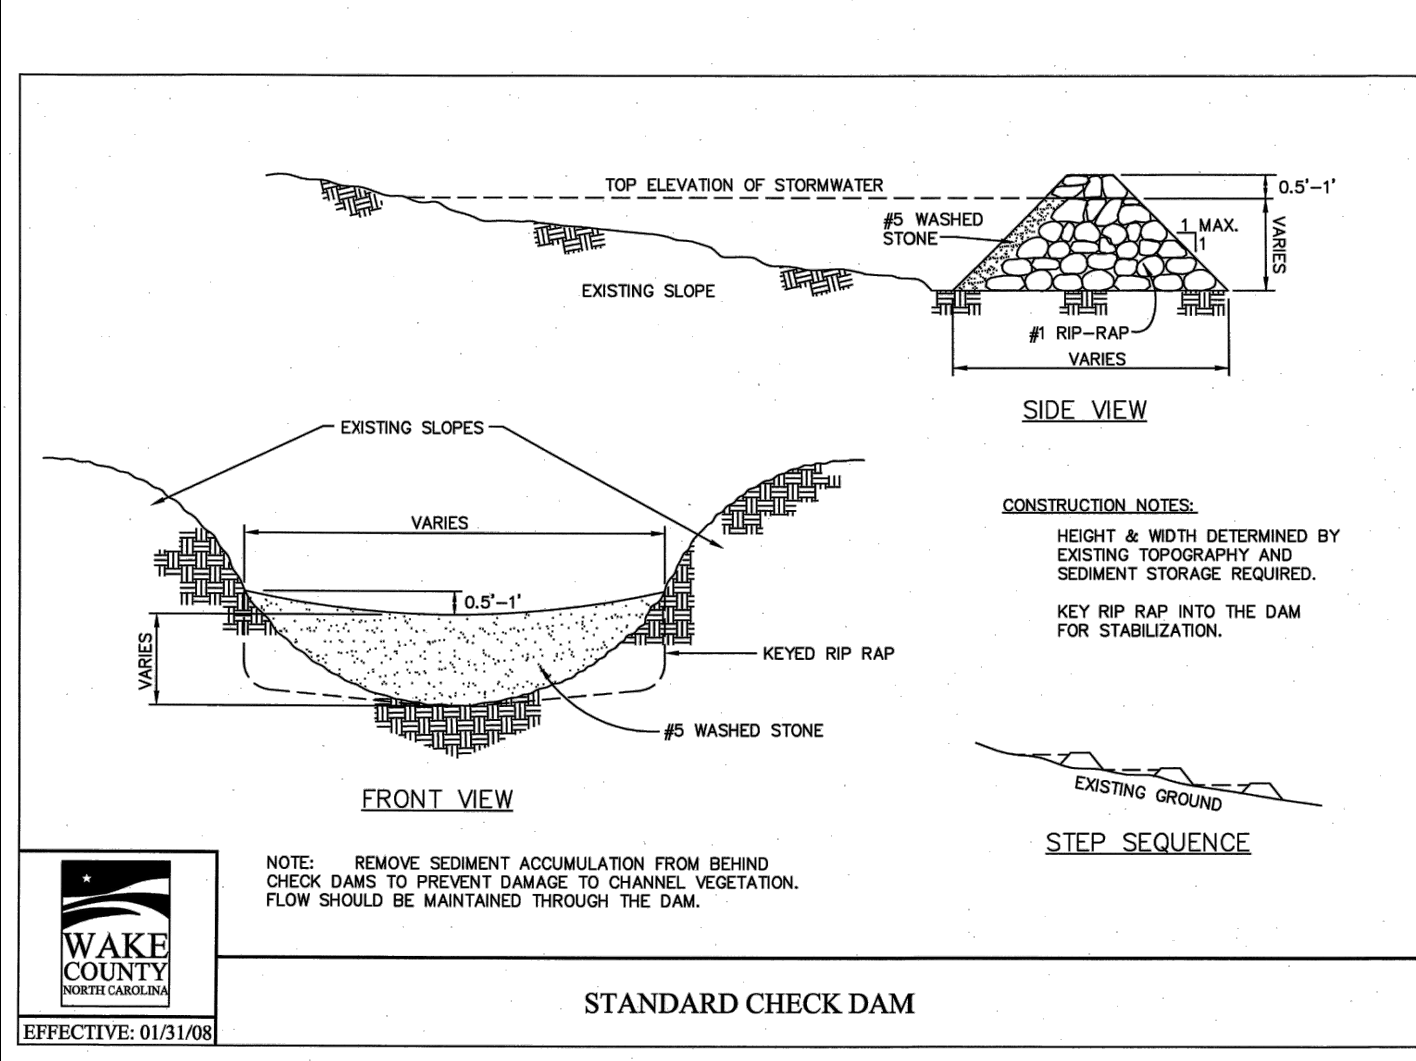 TOP ELEVATION OF STORMWATER
0.5'-1'
#5 WASHED
STONE
1 MAX.
1
VARIES
EXISTING SLOPE
#1 RIP-RAP
VARIES
SIDE VIEW
EXISTING SLOPES
VARIES
0.5'-1'
VARIES
KEYED RIP RAP
#5 WASHED STONE
FRONT VIEW
CONSTRUCTION NOTES:
HEIGHT & WIDTH DETERMINED BY
EXISTING TOPOGRAPHY AND
SEDIMENT STORAGE REQUIRED.
KEY RIP RAP INTO THE DAM
FOR STABILIZATION.
EXISTING GROUND
STEP SEQUENCE
NOTE: REMOVE SEDIMENT ACCUMULATION FROM BEHIND
CHECK DAMS TO PREVENT DAMAGE TO CHANNEL VEGETATION.
FLOW SHOULD BE MAINTAINED THROUGH THE DAM.
WAKE
COUNTY
NORTH CAROLINA
EFFECTIVE: 01/31/08
STANDARD CHECK DAM